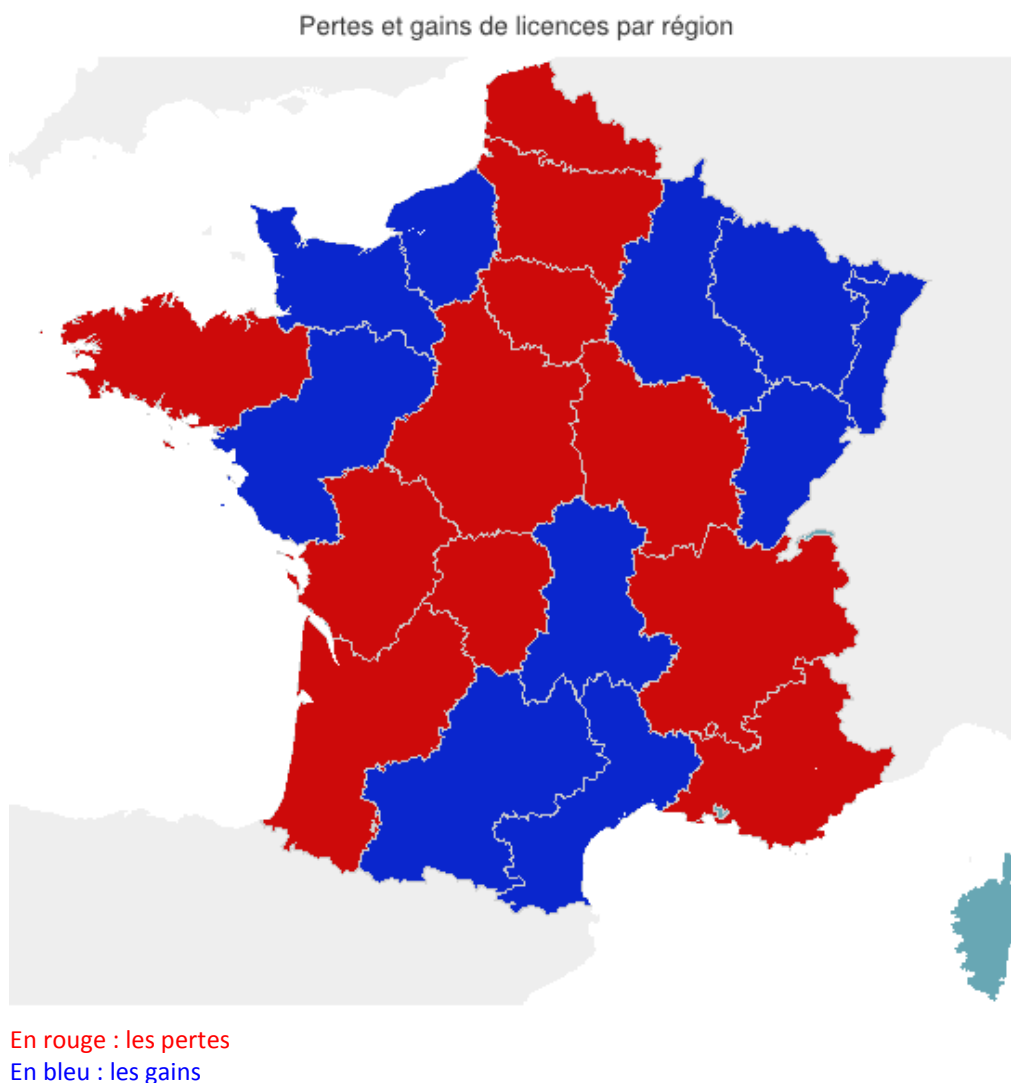 Pertes et gains de licences par région
En rouge : les pertes
En bleu : les gains